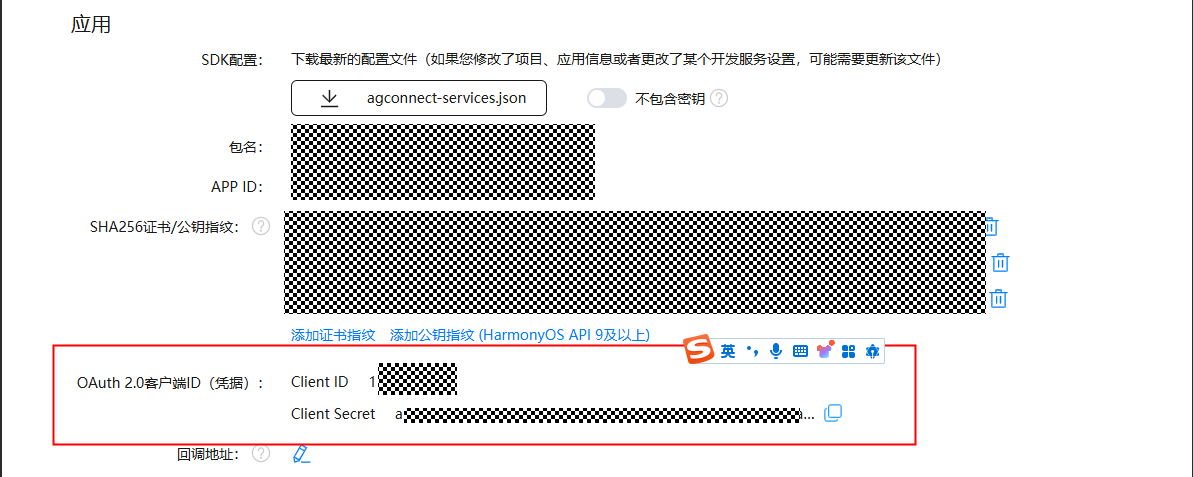 应用
SDK配置： 下载最新的配置文件（如果您修改了项目、应用信息或者更改了某个开发服务设置，可能需要更新该文件）
agconnect-services.json 不包含密钥 ?
包名：
APP ID：
SHA256证书/公钥指纹： ?
添加证书指纹 添加公钥指纹 (HarmonyOS API 9及以上)
S 英
OAuth 2.0客户端ID（凭据）： Client ID 1
Client Secret a ...
回调地址： ?